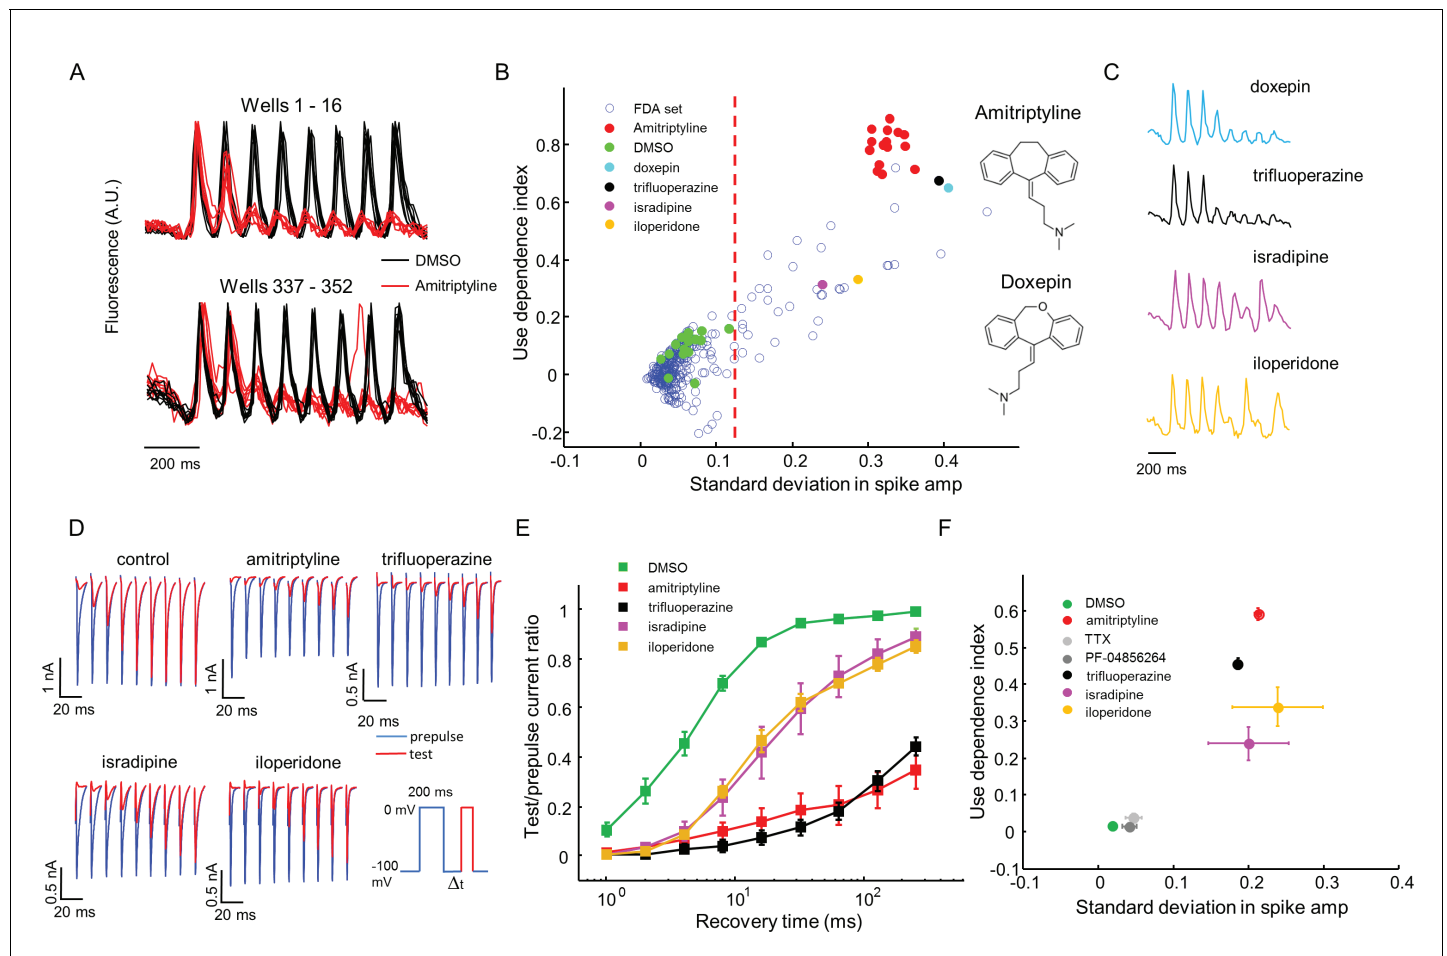 A
Wells 1 - 16
Fluorescence (A.U.)
DMSO
Amitriptyline
Wells 337 - 352
200 ms
B
Use dependence index
0.8
0.6
0.4
0.2
0
-0.2
-0.1
0
0.1
0.2
0.3
0.4
Standard deviation in spike amp
FDA set
Amitriptyline
DMSO
doxepin
trifluoperazine
isradipine
iloperidone
Amitriptyline
N
Doxepin
O
N
C
doxepin
trifluoperazine
isradipine
iloperidone
200 ms
D
control
amitriptyline
trifluoperazine
1 nA
20 ms
1 nA
20 ms
0.5 nA
20 ms
prepulse
test
isradipine
iloperidone
0.5 nA
20 ms
0.5 nA
20 ms
200 ms
0 mV
-100
mV
Δt
E
DMSO
amitriptyline
trifluoperazine
isradipine
iloperidone
Test/prepulse current ratio
1
0.8
0.6
0.4
0.2
0
10^0
10^1
10^2
Recovery time (ms)
F
DMSO
amitriptyline
TTX
PF-04856264
trifluoperazine
isradipine
iloperidone
Use dependence index
0.6
0.5
0.4
0.3
0.2
0.1
0
-0.1
-0.1
0
0.1
0.2
0.3
0.4
Standard deviation in spike amp